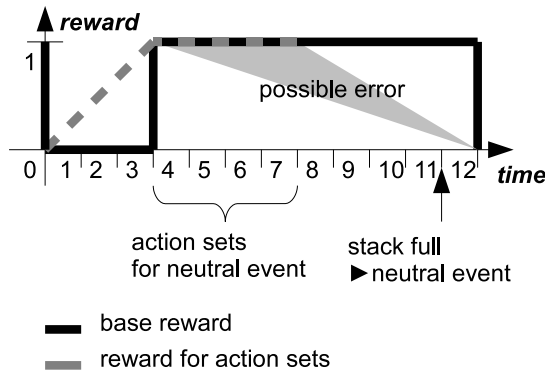 reward
1
possible error
0 1 2 3 4 5 6 7 8 9 10 11 12
time
action sets
for neutral event
stack full
►neutral event
base reward
reward for action sets